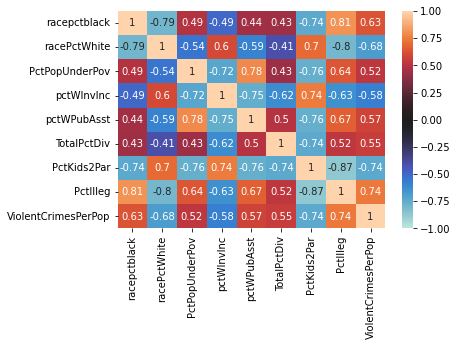 racepctblack 1 -0.79 0.49 -0.49 0.44 0.43 -0.74 0.81 0.63
racePctWhite -0.79 1 -0.54 0.6 -0.59 -0.41 0.7 -0.8 -0.68
PctPopUnderPov 0.49 -0.54 1 -0.72 0.78 0.43 -0.76 0.64 0.52
pctWInvInc -0.49 0.6 -0.72 1 -0.75 -0.62 0.74 -0.63 -0.58
pctWPubAsst 0.44 -0.59 0.78 -0.75 1 0.5 -0.76 0.67 0.57
TotalPctDiv 0.43 -0.41 0.43 -0.62 0.5 1 -0.74 0.52 0.55
PctKids2Par -0.74 0.7 -0.76 0.74 -0.76 -0.74 1 -0.87 -0.74
PctIlleg 0.81 -0.8 0.64 -0.63 0.67 0.52 -0.87 1 0.74
ViolentCrimesPerPop 0.63 -0.68 0.52 -0.58 0.57 0.55 -0.74 0.74 1
racepctblack
racePctWhite
PctPopUnderPov
pctWInvInc
pctWPubAsst
TotalPctDiv
PctKids2Par
PctIlleg
ViolentCrimesPerPop
1.00
0.75
0.50
0.25
0.00
−0.25
−0.50
−0.75
−1.00